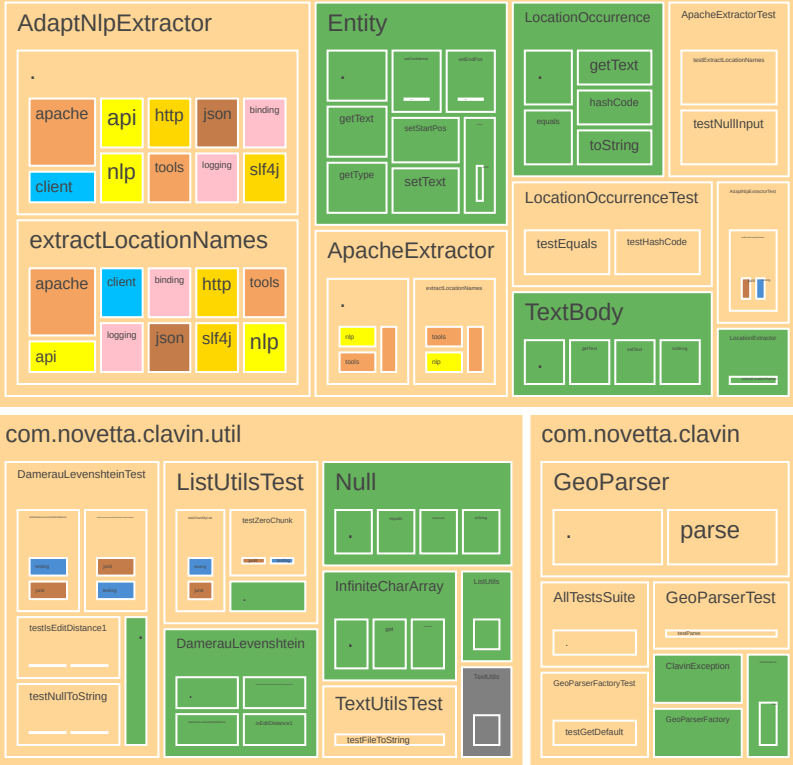 AdaptNlpExtractor
.
apache
api
http
json
binding
client
nlp
tools
logging
slf4j
extractLocationNames
apache
client
binding
http
tools
api
logging
json
slf4j
nlp
Entity
.
getText
setStartPos
getType
setText
ApacheExtractor
.
extractLocationNames
nlp
tools
tools
nlp
LocationOccurrence
.
getText
hashCode
equals
toString
ApacheExtractorTest
testExtractLocationNames
testNullInput
LocationOccurrenceTest
testEquals
testHashCode
AdaptNlpExtractorTest
TextBody
.
getText
setText
toString
LocationExtractor
com.novetta.clavin.util
DamerauLevenshteinTest
testing
junit
junit
testing
testIsEditDistance1
testNullToString
.
ListUtilsTest
testZeroChunk
testing
junit
.
DamerauLevenshtein
.
isEditDistance1
Null
.
equals
toString
InfiniteCharArray
.
get
TextUtilsTest
testFileToString
ListUtils
TextUtils
com.novetta.clavin
GeoParser
.
parse
AllTestsSuite
.
GeoParserTest
testParse
GeoParserFactoryTest
testGetDefault
ClavinException
GeoParserFactory